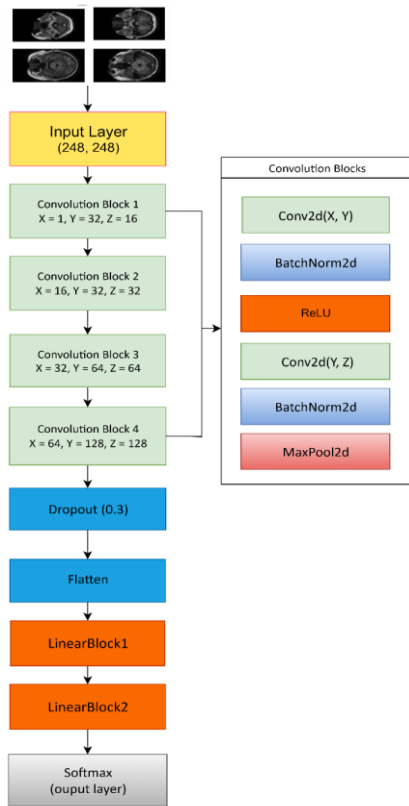 Input Layer
(248, 248)
Convolution Block 1
X = 1, Y = 32, Z = 16
Convolution Block 2
X = 16, Y = 32, Z = 32
Convolution Block 3
X = 32, Y = 64, Z = 64
Convolution Block 4
X = 64, Y = 128, Z = 128
Dropout (0.3)
Flatten
LinearBlock1
LinearBlock2
Softmax
(ouput layer)
Convolution Blocks
Conv2d(X, Y)
BatchNorm2d
ReLU
Conv2d(Y, Z)
BatchNorm2d
MaxPool2d